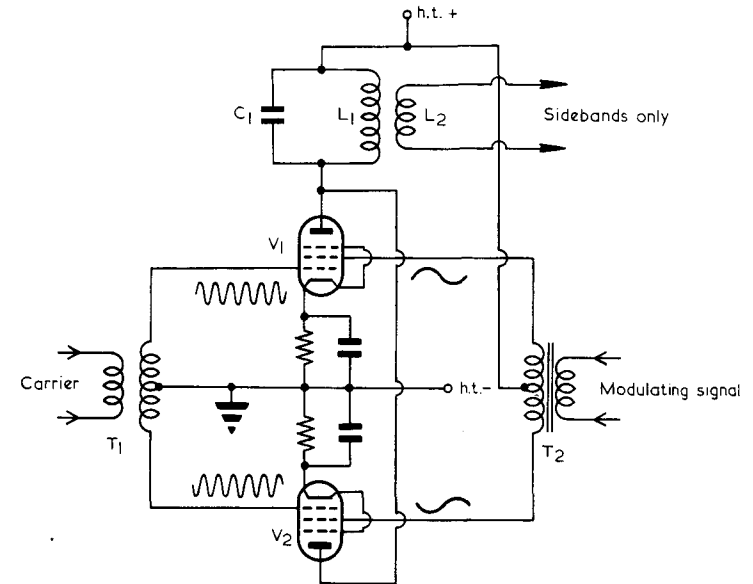 h.t. +
C1
L1
L2
Sidebands only
V1
Carrier
h.t.-
Modulating signal
T1
T2
V2